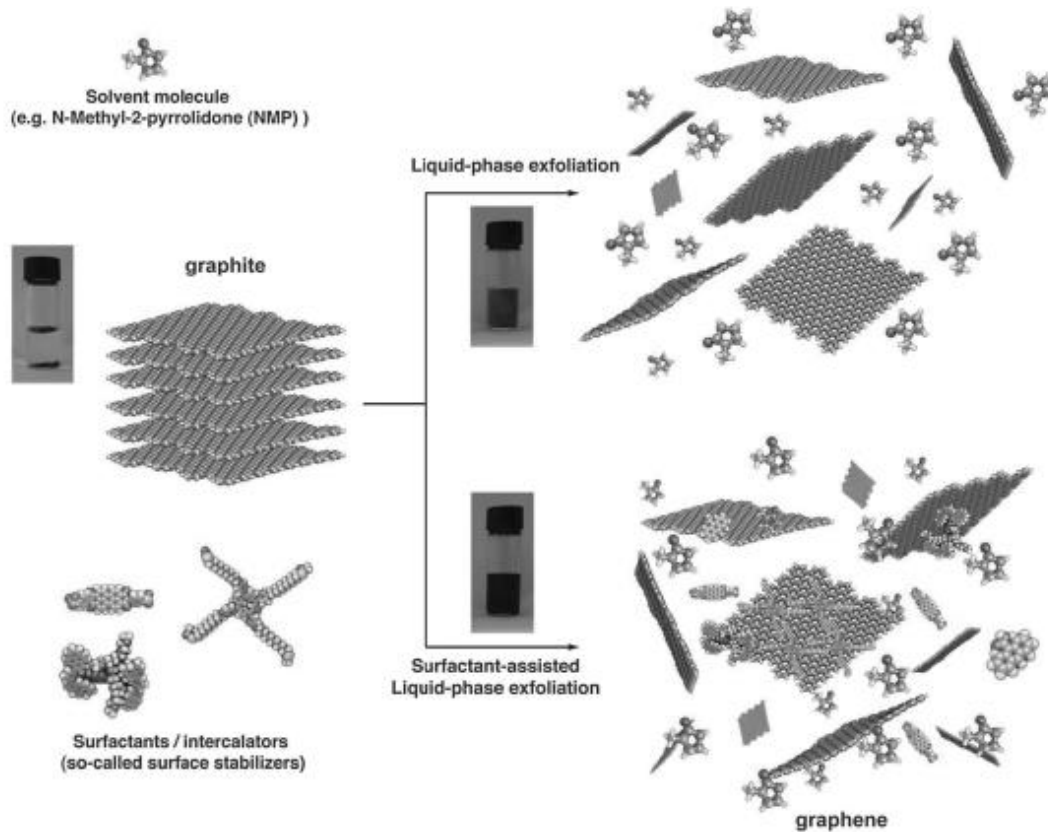 Solvent molecule
(e.g. N-Methyl-2-pyrrolidone (NMP) )
Liquid-phase exfoliation
graphite
Surfactant-assisted
Liquid-phase exfoliation
Surfactants / intercalators
(so-called surface stabilizers)
graphene